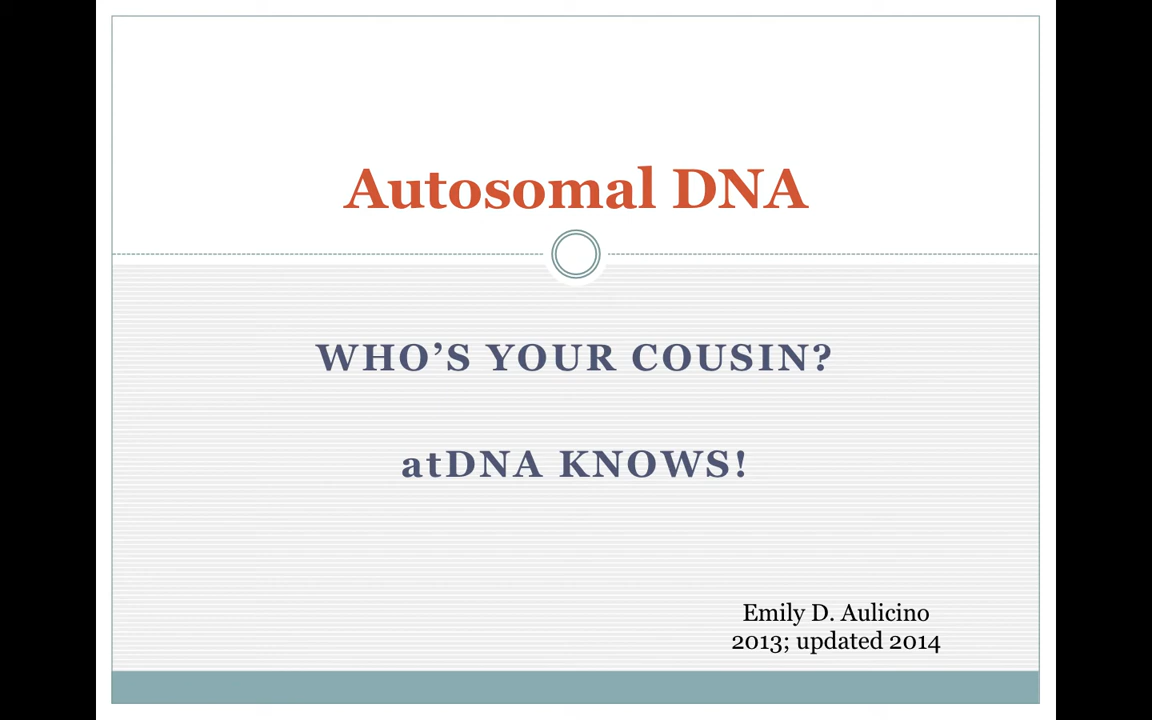 Autosomal DNA
WHO’S YOUR COUSIN?
atDNA KNOWS!
Emily D. Aulicino
2013; updated 2014